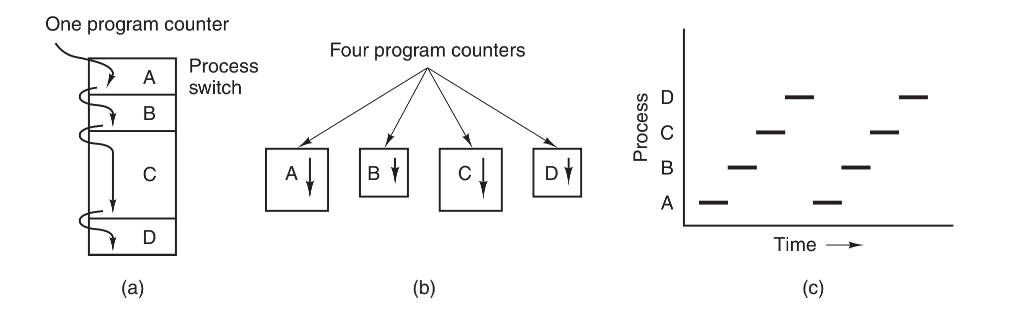 One program counter
Process
switch
A
B
C
D
(a)
Four program counters
A
B
C
D
(b)
Process
D
C
B
A
Time
(c)